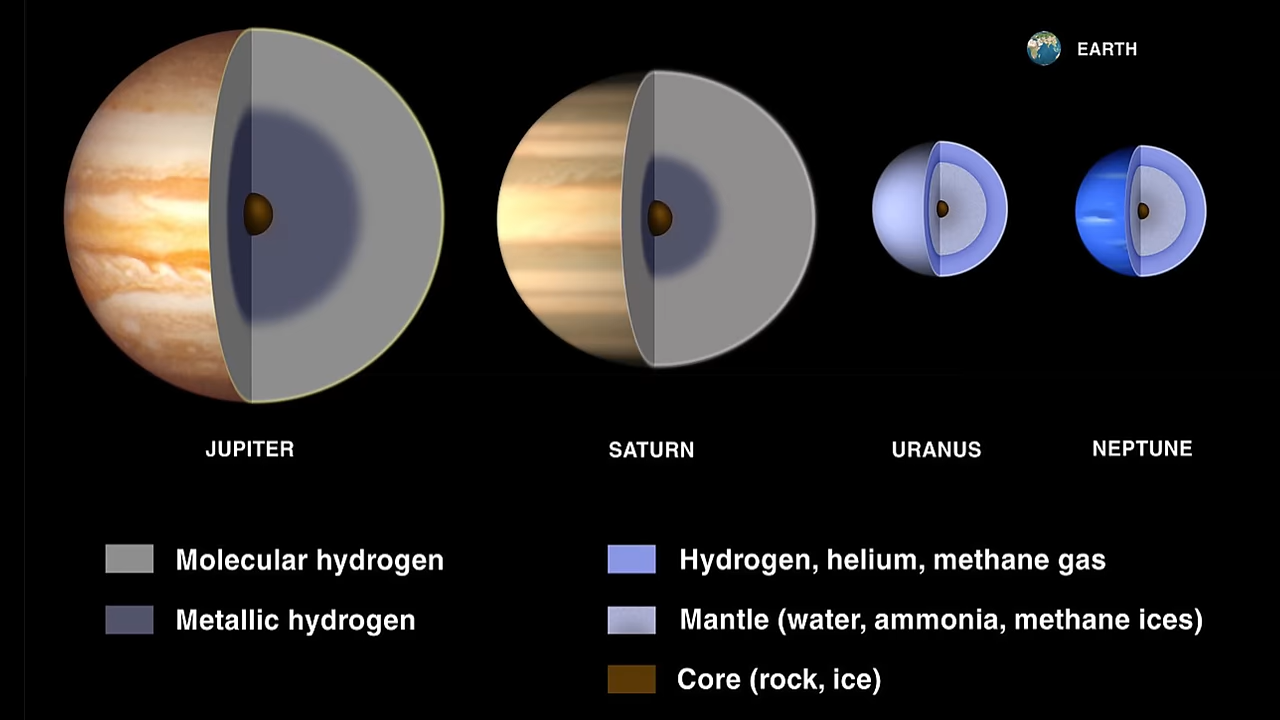 EARTH
JUPITER
SATURN
URANUS
NEPTUNE
Molecular hydrogen
Metallic hydrogen
Hydrogen, helium, methane gas
Mantle (water, ammonia, methane ices)
Core (rock, ice)